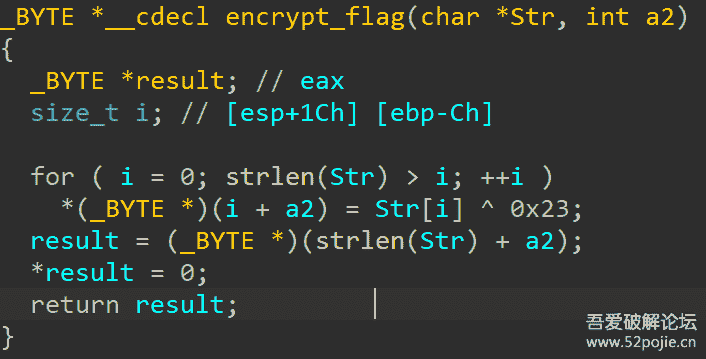 _BYTE *__cdecl encrypt_flag(char *Str, int a2)
{
  _BYTE *result; // eax
  size_t i; // [esp+1Ch] [ebp-Ch]

  for ( i = 0; strlen(Str) > i; ++i )
    *(_BYTE *)(i + a2) = Str[i] ^ 0x23;
  result = (_BYTE *)(strlen(Str) + a2);
  *result = 0;
  return result;
}
吾爱破解论坛
www.52pojie.cn